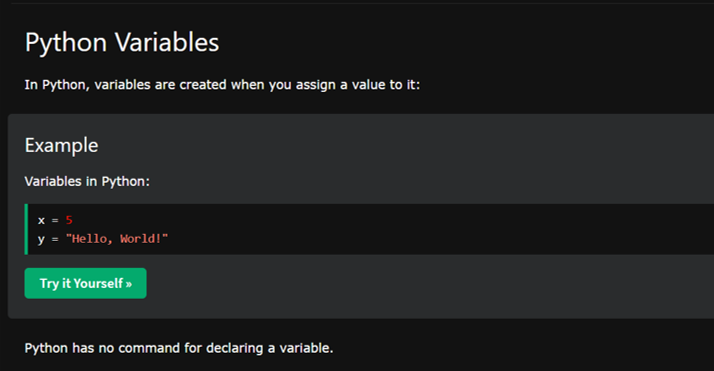 Python Variables
In Python, variables are created when you assign a value to it:
Example
Variables in Python:
x = 5
y = "Hello, World!"
Try it Yourself »
Python has no command for declaring a variable.